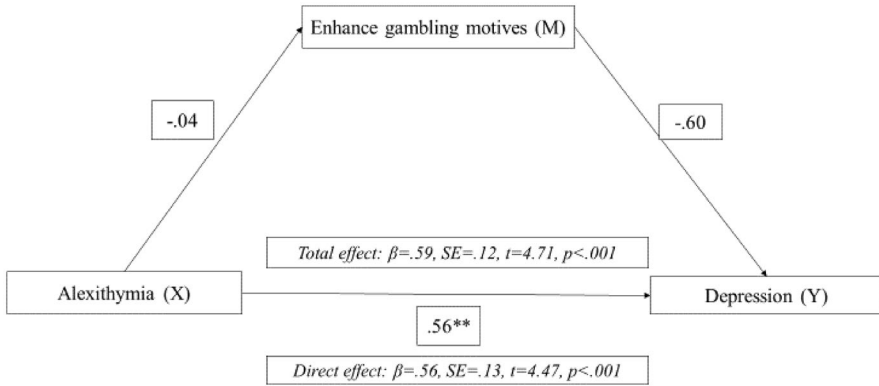 Enhance gambling motives (M)
-.04
-.60
Total effect: β=.59, SE=.12, t=4.71, p<.001
Alexithymia (X)
Depression (Y)
.56**
Direct effect: β=.56, SE=.13, t=4.47, p<.001